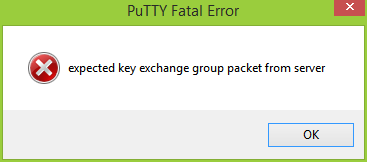 PuTTY Fatal Error
expected key exchange group packet from server
OK